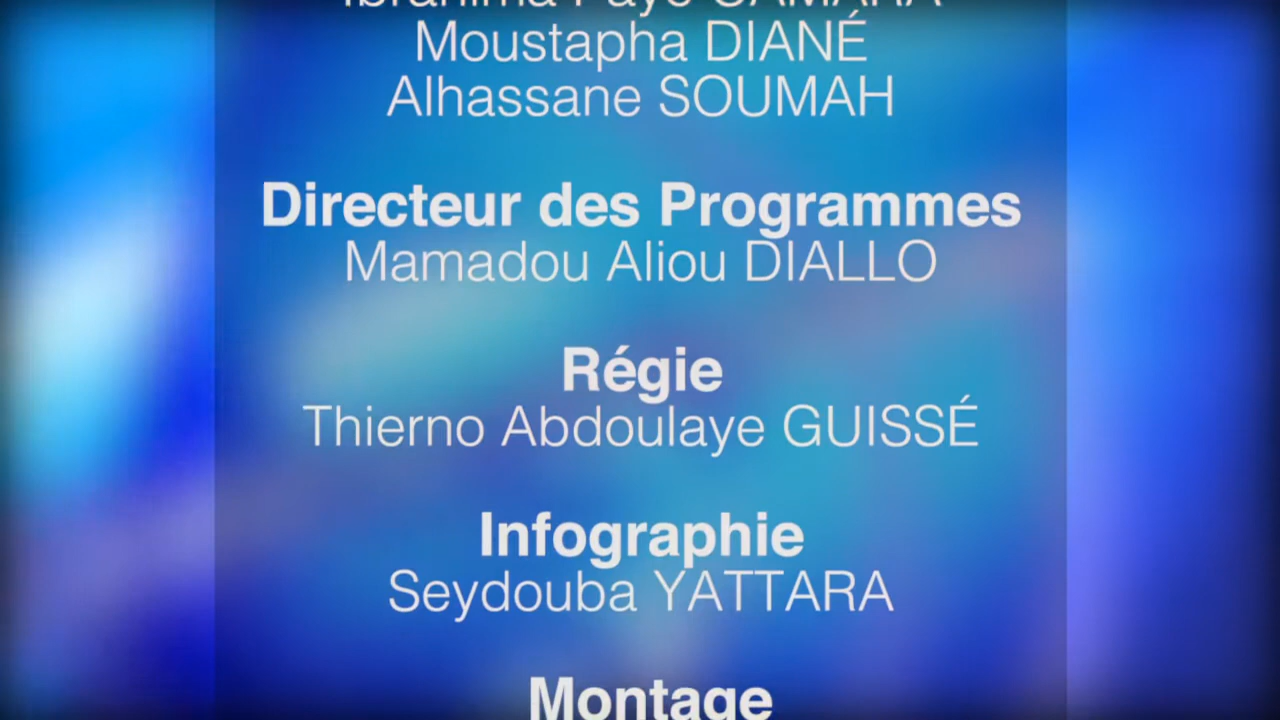 Moustapha DIANÉ
Alhassane SOUMAH
Directeur des Programmes
Mamadou Aliou DIALLO
Régie
Thierno Abdoulaye GUISSÉ
Infographie
Seydouba YATTARA
Montage